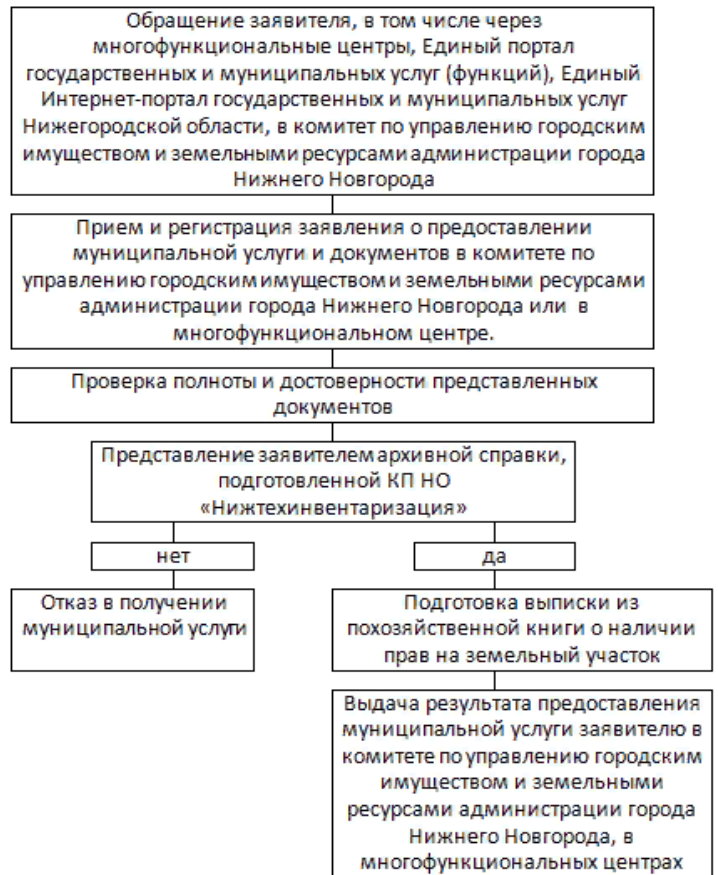 Обращение заявителя, в том числе через
многофункциональные центры, Единый портал
государственных и муниципальных услуг (функций), Единый
Интернет-портал государственных и муниципальных услуг
Нижегородской области, в комитет по управлению городским
имуществом и земельными ресурсами администрации города
Нижнего Новгорода
Прием и регистрация заявления о предоставлении
муниципальной услуги и документов в комитете по
управлению городским имуществом и земельными ресурсами
администрации города Нижнего Новгорода или в
многофункциональном центре.
Проверка полноты и достоверности представленных
документов
Представление заявителем архивной справки,
подготовленной КП НО
«Нижтехинвентаризация»
нет
да
Отказ в получении
муниципальной услуги
Подготовка выписки из
похозяйственной книги о наличии
прав на земельный участок
Выдача результата предоставления
муниципальной услуги заявителю в
комитете по управлению городским
имуществом и земельными
ресурсами администрации города
Нижнего Новгорода, в
многофункциональных центрах